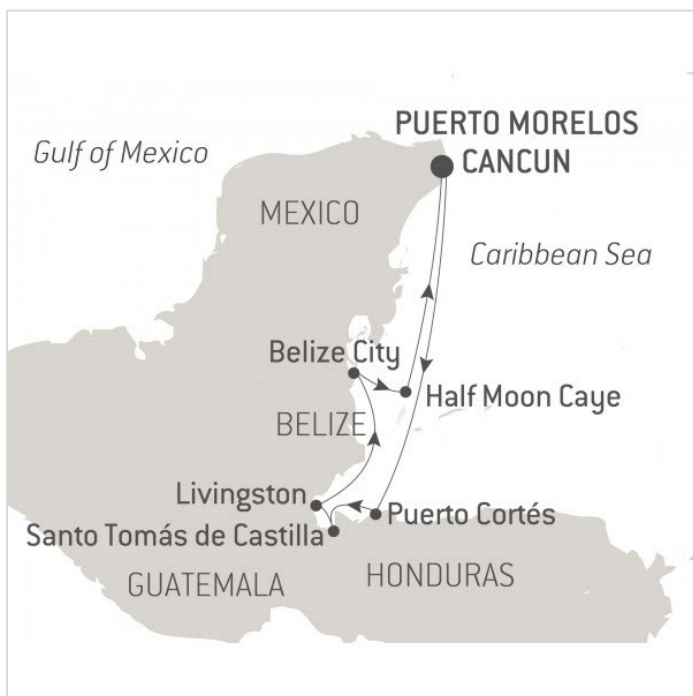 PUERTO MORELOS
CANCUN
Gulf of Mexico
MEXICO
Caribbean Sea
Belize City
Half Moon Caye
BELIZE
Livingston
Puerto Cortés
Santo Tomás de Castilla
HONDURAS
GUATEMALA